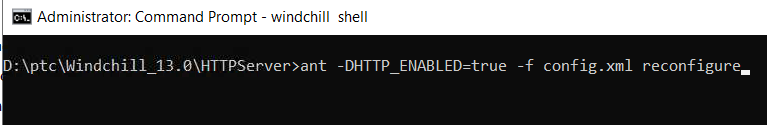 Administrator: Command Prompt - windchill  shell
D:\ptc\Windchill_13.0\HTTPServer>ant -DHTTP_ENABLED=true -f config.xml reconfigure